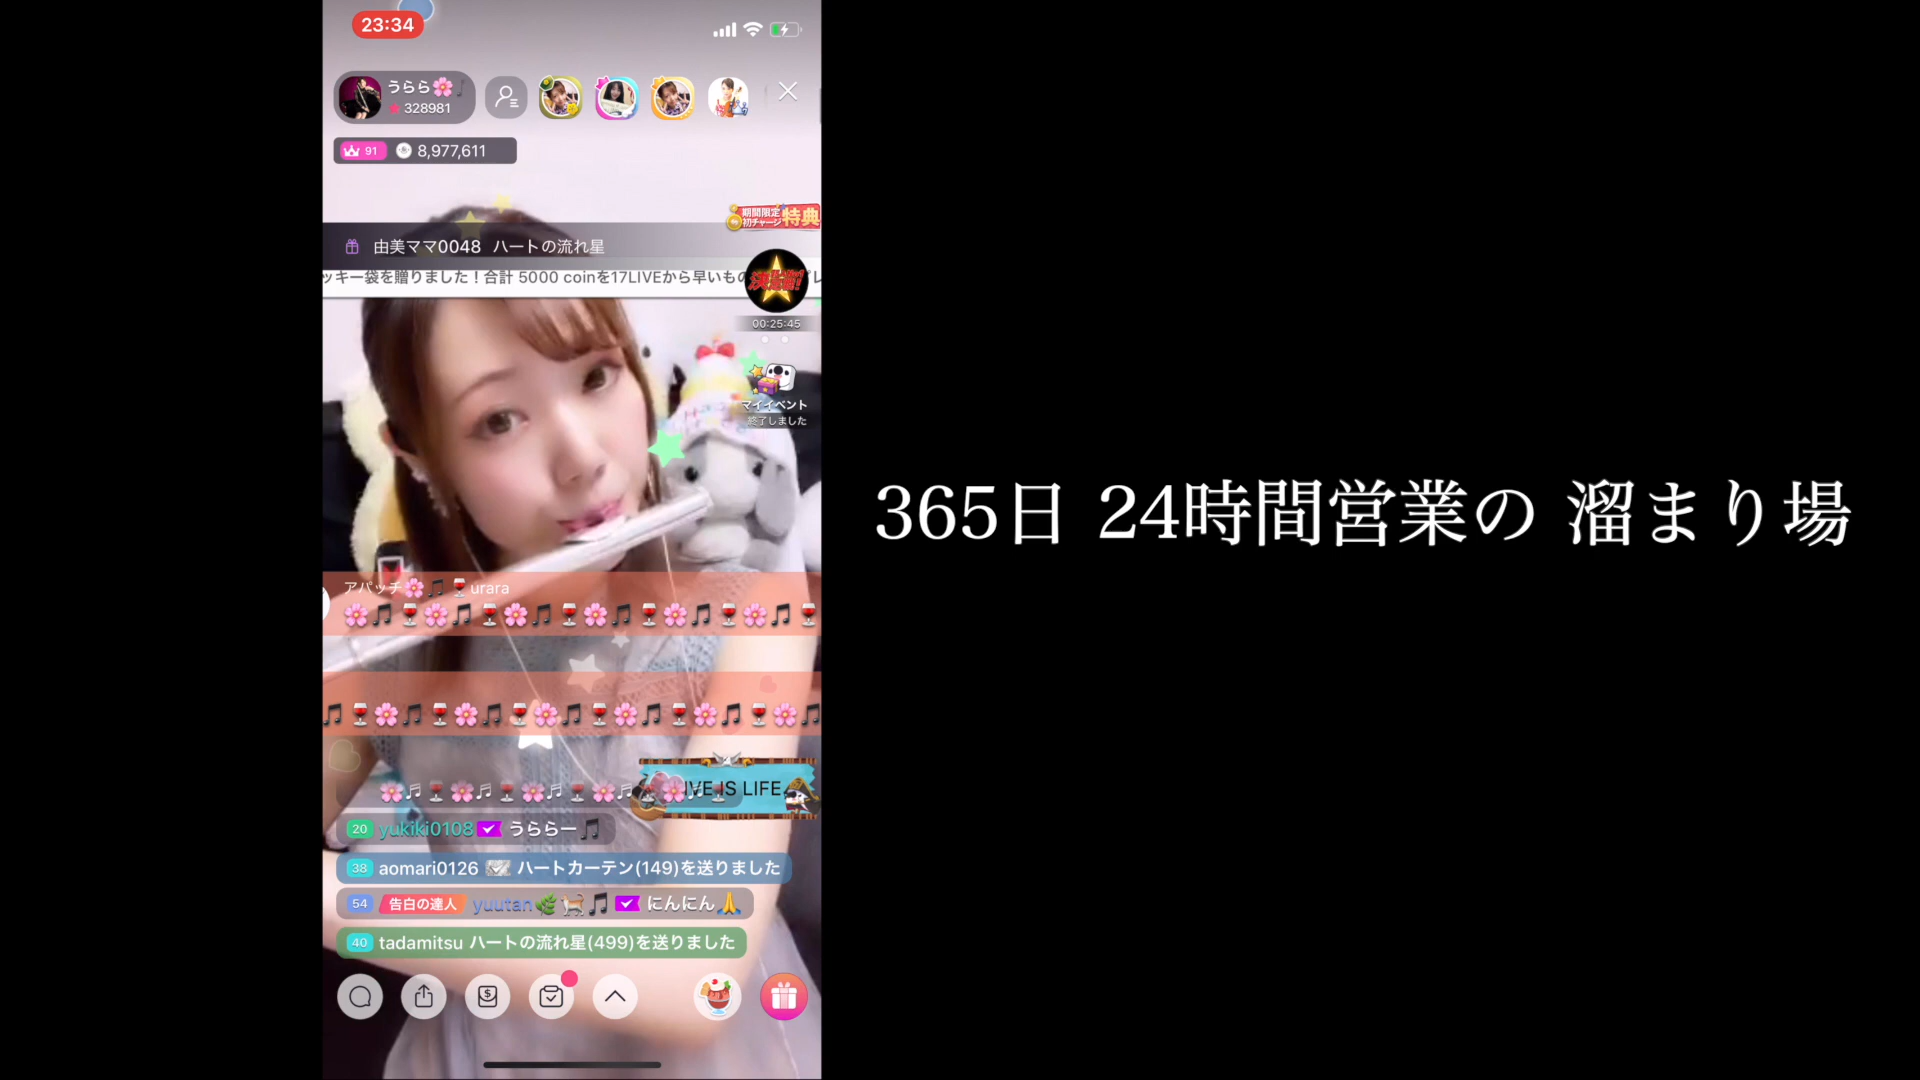 23:34
うらら🌸🎵
328981
91 8,977,611
期間限定
初チャージ特典
由美ママ0048 ハートの流れ星
ッキー袋を贈りました！合計 5000 coinを17LIVEから早いもの
00:25:45
マイイベント
終了しました
365日 24時間営業の 溜まり場
アパッチ🌸🎵🍷urara
🌸🎵🍷🌸🎵🍷🌸🎵🍷🌸🎵🍷🌸🎵🍷🌸🎵🍷
🎵🍷🌸🎵🍷🌸🎵🍷🌸🎵🍷🌸🎵🍷🌸🎵🍷🌸🎵
🌸🎵🍷🌸🎵🍷🌸🎵🍷🌸🎵🍷🌸🎵🍷
IVE IS LIFE
20 yukiki0108 うららー🎵
38 aomari0126 ハートカーテン(149)を送りました
54 告白の達人 yuutan🌿🐈🎵 にんにん🙏
40 tadamitsu ハートの流れ星(499)を送りました